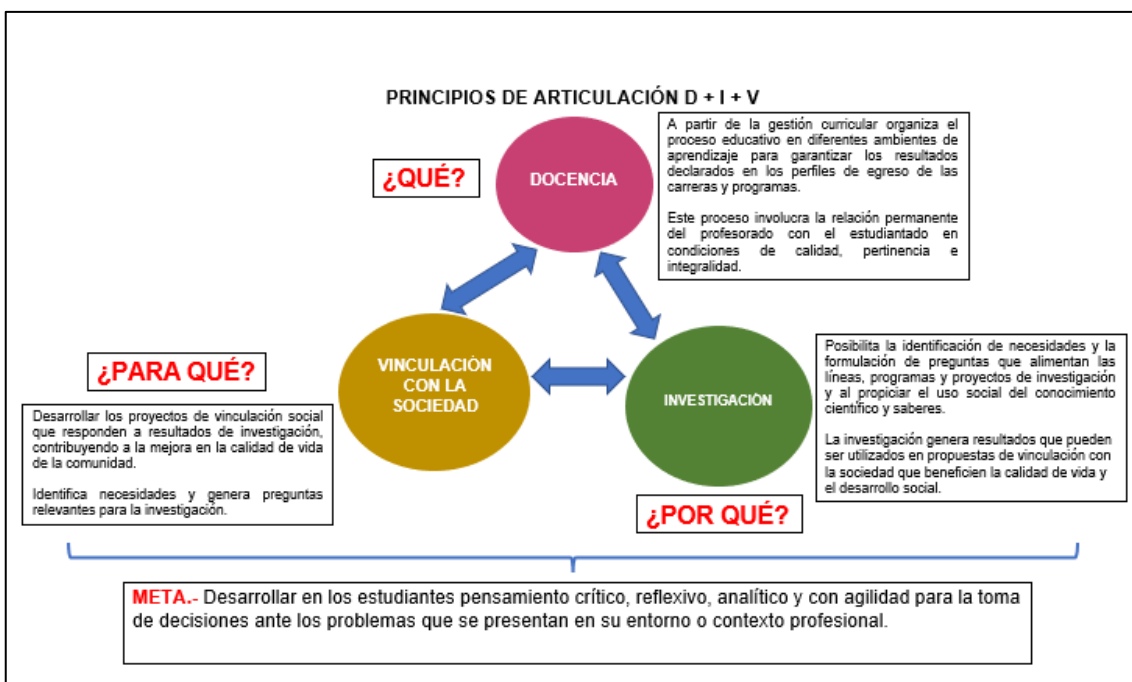 PRINCIPIOS DE ARTICULACIÓN D + I + V
¿QUÉ?
DOCENCIA
A partir de la gestión curricular organiza el
proceso educativo en diferentes ambientes de
aprendizaje para garantizar los resultados
declarados en los perfiles de egreso de las
carreras y programas.
Este proceso involucra la relación permanente
del profesorado con el estudiantado en
condiciones de calidad, pertinencia e
integralidad.
¿PARA QUÉ?
VINCULACIÓN
CON LA
SOCIEDAD
Desarrollar los proyectos de vinculación social
que responden a resultados de investigación,
contribuyendo a la mejora en la calidad de vida
de la comunidad.
Identifica necesidades y genera preguntas
relevantes para la investigación.
INVESTIGACIÓN
¿POR QUÉ?
Posibilita la identificación de necesidades y la
formulación de preguntas que alimentan las
líneas, programas y proyectos de investigación
y al propiciar el uso social del conocimiento
científico y saberes.
La investigación genera resultados que pueden
ser utilizados en propuestas de vinculación con
la sociedad que beneficien la calidad de vida y
el desarrollo social.
META.- Desarrollar en los estudiantes pensamiento crítico, reflexivo, analítico y con agilidad para la toma
de decisiones ante los problemas que se presentan en su entorno o contexto profesional.